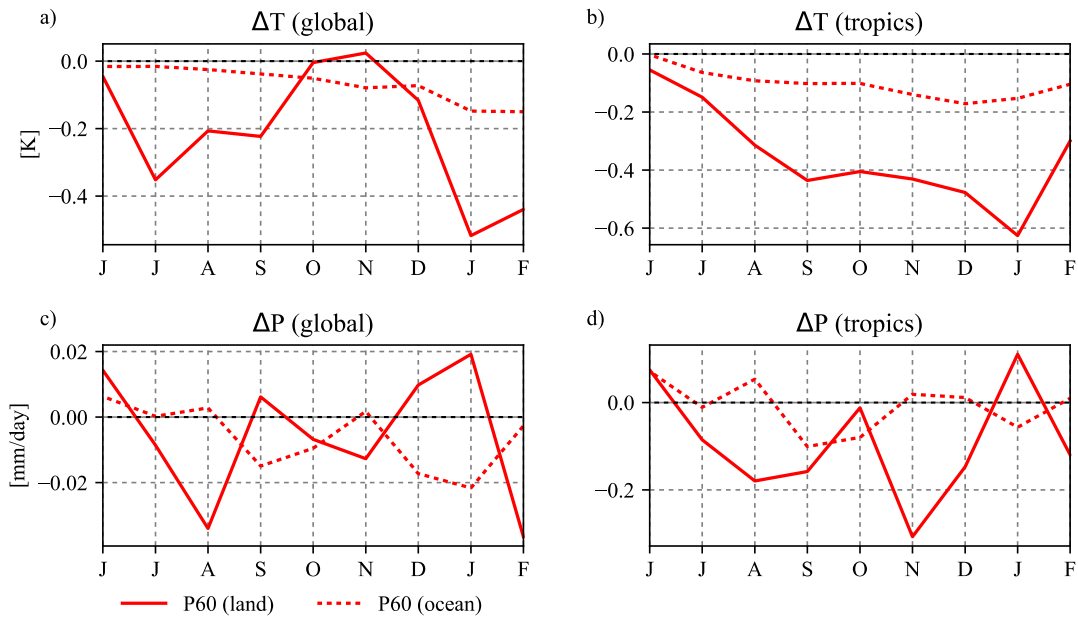 a) ΔT (global)
b) ΔT (tropics)
[K]
0.0
−0.2
−0.4
J J A S O N D J F
0.0
−0.2
−0.4
−0.6
J J A S O N D J F
c) ΔP (global)
d) ΔP (tropics)
[mm/day]
0.02
0.00
−0.02
J J A S O N D J F
0.0
−0.2
J J A S O N D J F
P60 (land) P60 (ocean)